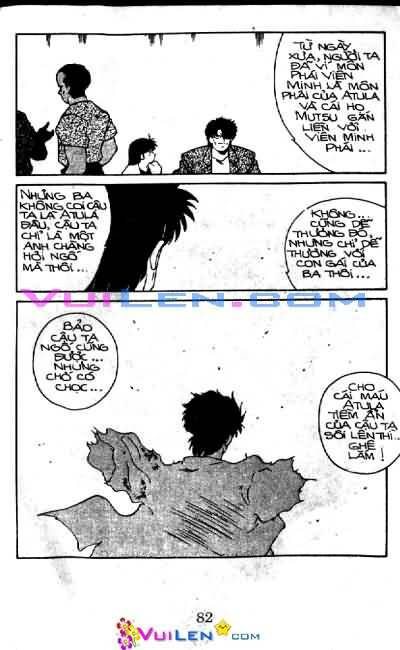 TỪ NGÀY
XƯA, NGƯỜI TA
ĐÃ VÍ MÔN
PHÁI VIÊN
MINH LÀ MÔN
PHÁI CỦA ATULA
VÀ CÁI HỌ
MUTSU GẮN
LIỀN VỚI
VIÊN MINH
PHÁI...
NHƯNG BA
KHÔNG COI CẬU
TA LÀ ATULA
ĐÂU, CẬU TA
CHỈ LÀ MỘT
ANH CHÀNG
HƠI NGỐ
MÀ THÔI...
KHÔNG...
CŨNG DỄ
THƯƠNG ĐÓ,
NHƯNG CHỈ DỄ
THƯƠNG VỚI
CON GÁI CỦA
BA THÔI...
VUILEN.COM
BẢO
CẬU TA
NGỐ CŨNG
ĐƯỢC...
NHƯNG
CHỚ CÓ
CHỌC...
CHO
CÁI MÁU
ATULA
TIỀM ẨN
CỦA CẬU TA
SÔI LÊN THÌ...
GHÊ
LẮM!
82
VUILEN.COM